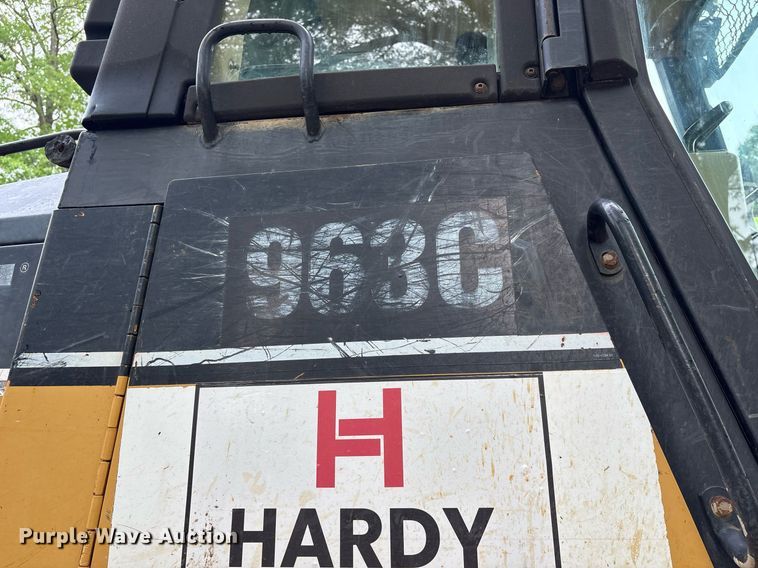 963C
®
H
HARDY
Purple Wave Auction